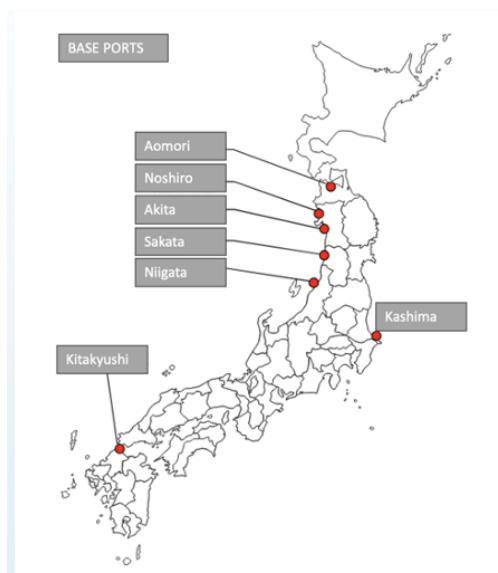 BASE PORTS
Aomori
Noshiro
Akita
Sakata
Niigata
Kashima
Kitakyushi